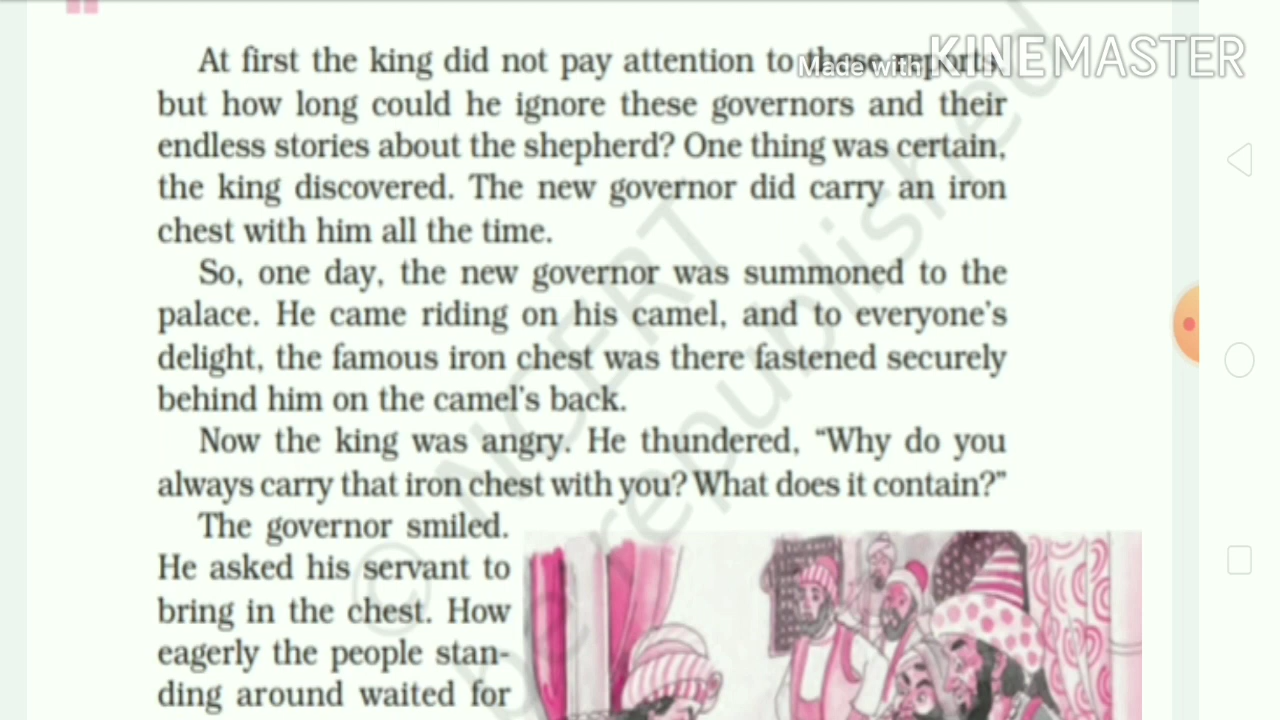 At first the king did not pay attention to these reports,
Made with KINEMASTER
but how long could he ignore these governors and their
endless stories about the shepherd? One thing was certain,
the king discovered. The new governor did carry an iron
chest with him all the time.
So, one day, the new governor was summoned to the
palace. He came riding on his camel, and to everyone's
delight, the famous iron chest was there fastened securely
behind him on the camel's back.
Now the king was angry. He thundered, “Why do you
always carry that iron chest with you? What does it contain?”
The governor smiled.
He asked his servant to
bring in the chest. How
eagerly the people stan-
ding around waited for
© NCERT
be republished